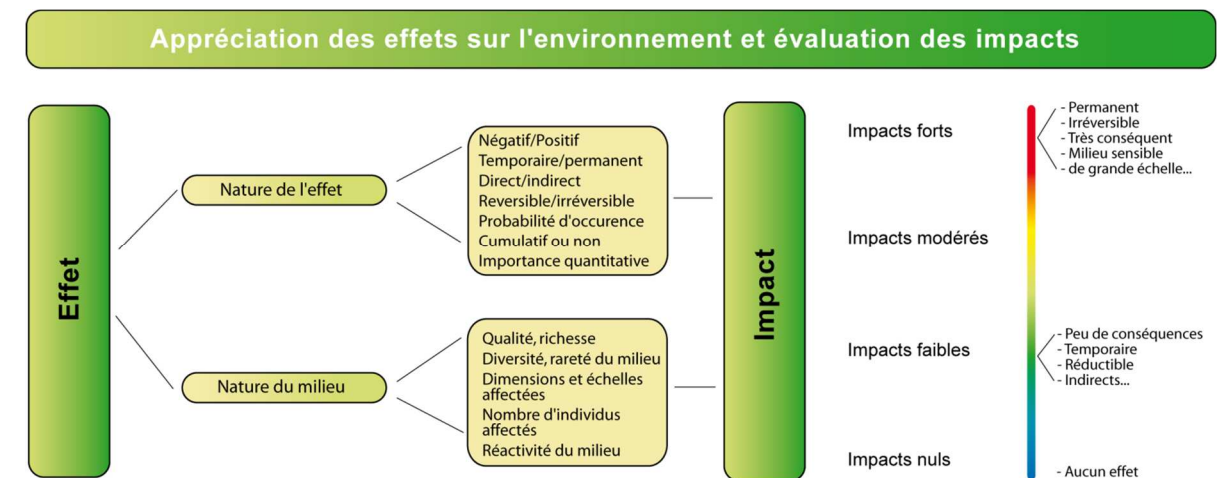 Appréciation des effets sur l'environnement et évaluation des impacts
Effet
Nature de l'effet
Négatif/Positif
Temporaire/permanent
Direct/indirect
Reversible/irréversible
Probabilité d'occurence
Cumulatif ou non
Importance quantitative
Nature du milieu
Qualité, richesse
Diversité, rareté du milieu
Dimensions et échelles
affectées
Nombre d'individus
affectés
Réactivité du milieu
Impact
Impacts forts
- Permanent
- Irréversible
- Très conséquent
- Milieu sensible
- de grande échelle...
Impacts modérés
Impacts faibles
- Peu de conséquences
- Temporaire
- Réductible
- Indirects...
Impacts nuls
- Aucun effet